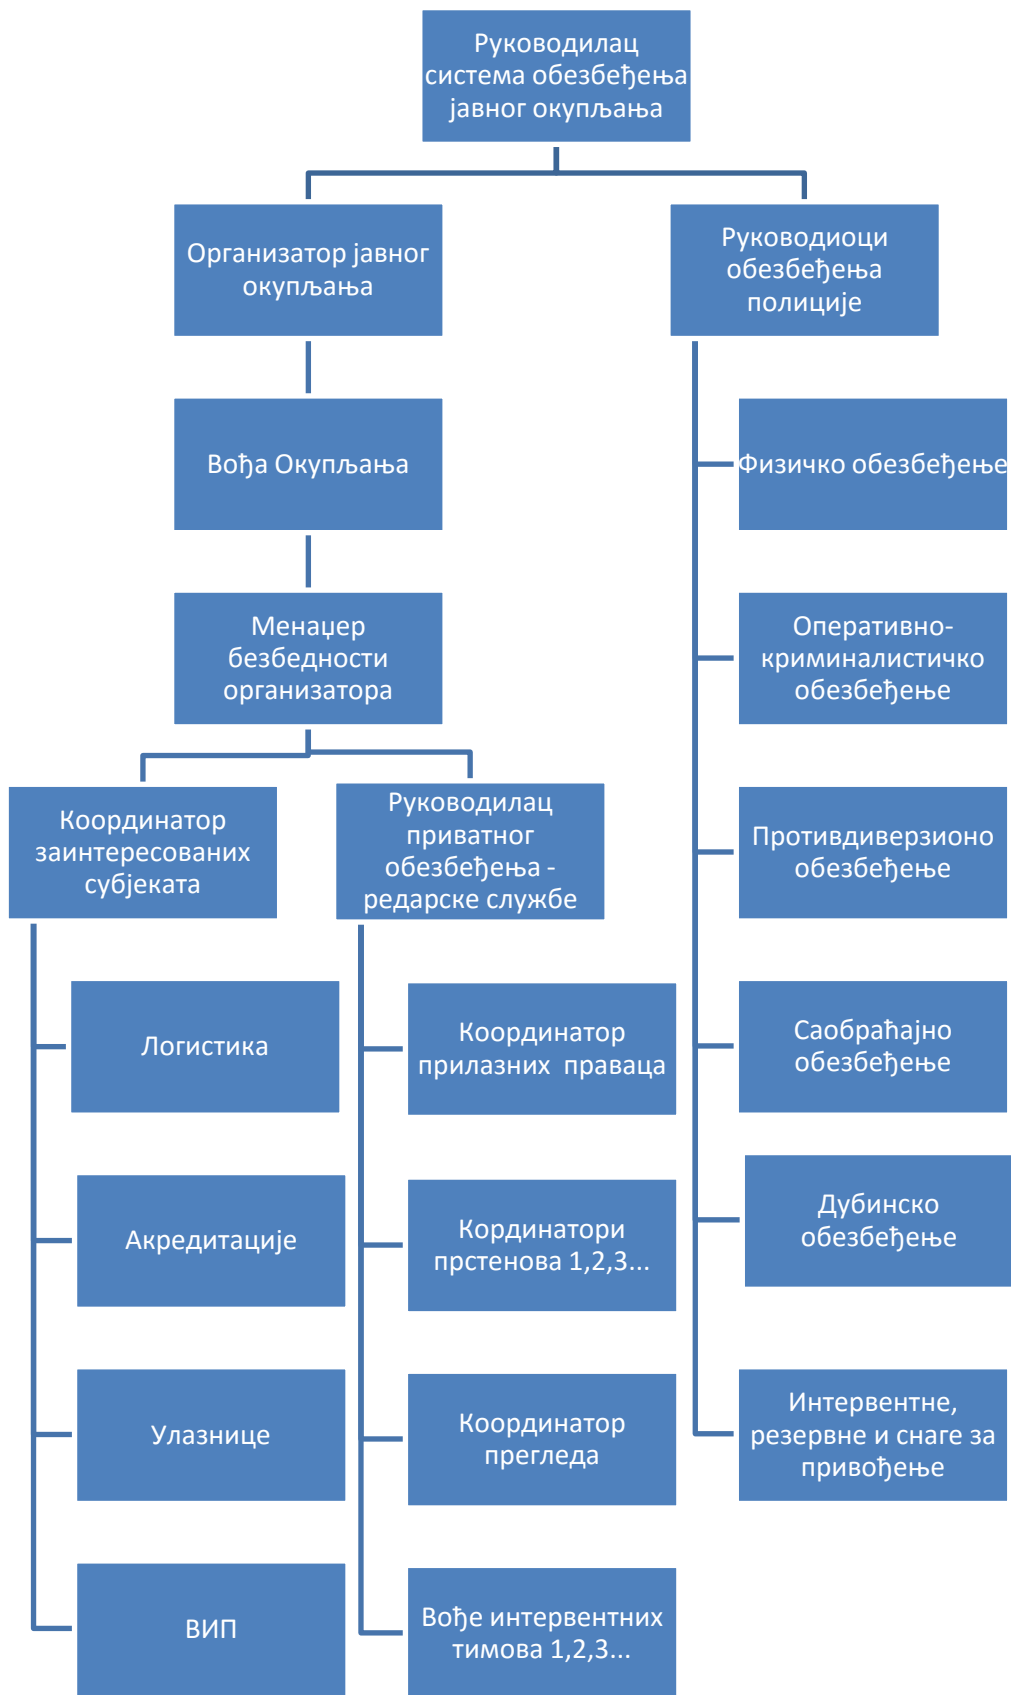 Руководилац
система обезбеђења
јавног окупљања
Организатор јавног
окупљања
Руководиоци
обезбеђења
полиције
Вођа Окупљања
Физичко обезбеђење
Менаџер
безбедности
организатора
Оперативно-
криминалистичко
обезбеђење
Координатор
заинтересованих
субјеката
Руководилац
приватног
обезбеђења -
редарске службе
Противдиверзионо
обезбеђење
Логистика
Координатор
прилазних  праваца
Саобраћајно
обезбеђење
Акредитације
Кординатори
прстенова 1,2,3...
Дубинско
обезбеђење
Улазнице
Координатор
прегледа
Интервентне,
резервне и снаге за
привођење
ВИП
Вође интервентних
тимова 1,2,3...